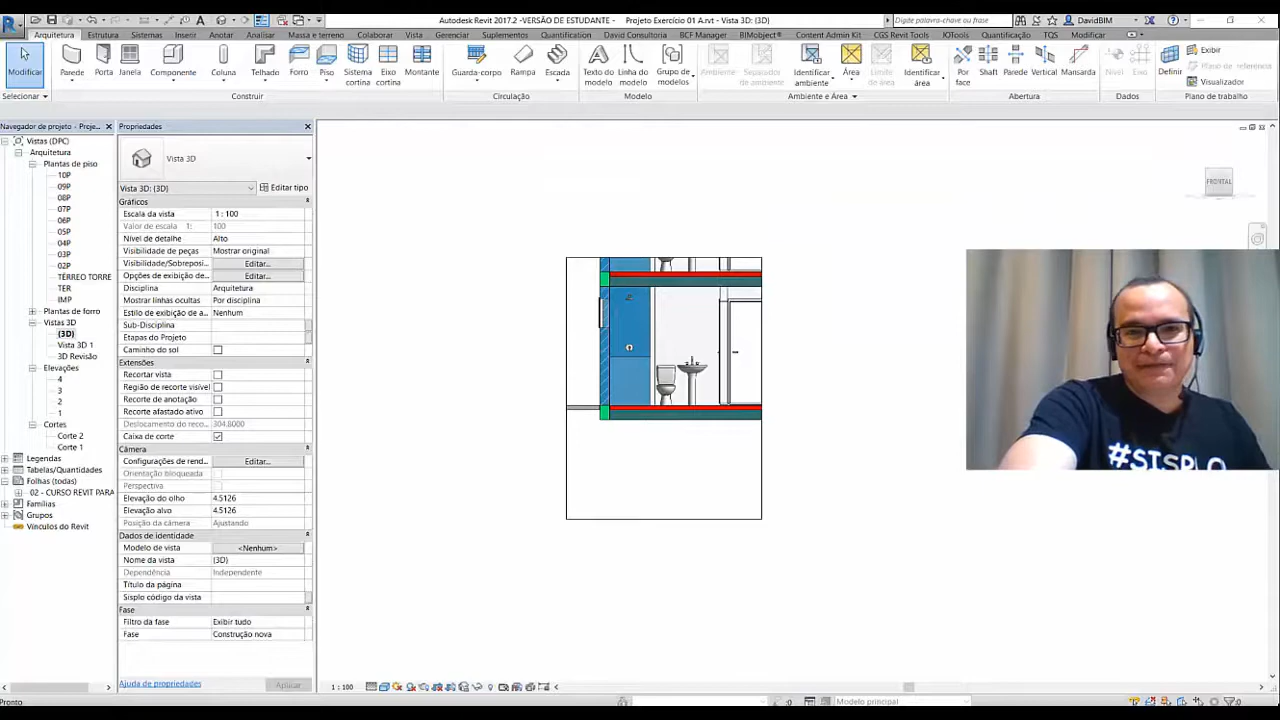 Autodesk Revit 2017.2 -VERSÃO DE ESTUDANTE -
Projeto Exercício 01 A.rvt - Vista 3D: {3D}
Digite palavra-chave ou frase
DavidBIM
Arquitetura Estrutura Sistemas Inserir Anotar Analisar Massa e terreno Colaborar Vista Gerenciar Suplementos Quantification David Consultoria BCF Manager BIMobject® Content Admin Kit CGS Revit Tools IOTools Quantificação TQS Modificar
Modificar
Parede
Porta
Janela
Componente
Coluna
Telhado
Forro
Piso
Sistema cortina
Eixo cortina
Montante
Guarda-corpo
Rampa
Escada
Texto do modelo
Linha do modelo
Grupo de modelos
Ambiente
Separador de ambiente
Identificar ambiente
Área
Limite de área
Identificar área
Por face
Shaft
Parede
Vertical
Mansarda
Nível
Eixo
Definir
Exibir
Plano de referência
Visualizador
Selecionar
Construir
Circulação
Modelo
Ambiente e Área
Abertura
Dados
Plano de trabalho
Navegador de projeto - Proje...
Vistas (DPC)
Arquitetura
Plantas de piso
10P
09P
08P
07P
06P
05P
04P
03P
02P
TÉRREO TORRE
TER
IMP
Plantas de forro
Vistas 3D
{3D}
Vista 3D 1
3D Revisão
Elevações
4
3
2
1
Cortes
Corte 2
Corte 1
Legendas
Tabelas/Quantidades
Folhas (todas)
02 - CURSO REVIT PARA
Famílias
Grupos
Vínculos do Revit
Propriedades
Vista 3D
Vista 3D: {3D}
Editar tipo
Gráficos
Escala da vista 1 : 100
Valor de escala 1: 100
Nível de detalhe Alto
Visibilidade de peças Mostrar original
Visibilidade/Sobreposi... Editar...
Opções de exibição de... Editar...
Disciplina Arquitetura
Mostrar linhas ocultas Por disciplina
Estilo de exibição de a... Nenhum
Sub-Disciplina
Etapas do Projeto
Caminho do sol
Extensões
Recortar vista
Região de recorte visível
Recorte de anotação
Recorte afastado ativo
Deslocamento do reco... 304.8000
Caixa de corte
Câmera
Configurações de rend... Editar...
Orientação bloqueada
Perspectiva
Elevação do olho 4.5126
Elevação alvo 4.5126
Posição da câmera Ajustando
Dados de identidade
Modelo de vista <Nenhum>
Nome da vista {3D}
Dependência Independente
Título da página
Sisplo código da vista
Fase
Filtro da fase Exibir tudo
Fase Construção nova
Ajuda de propriedades
Aplicar
FRONTAL
#SISPLO
1 : 100
Pronto
:0
Modelo principal
:0